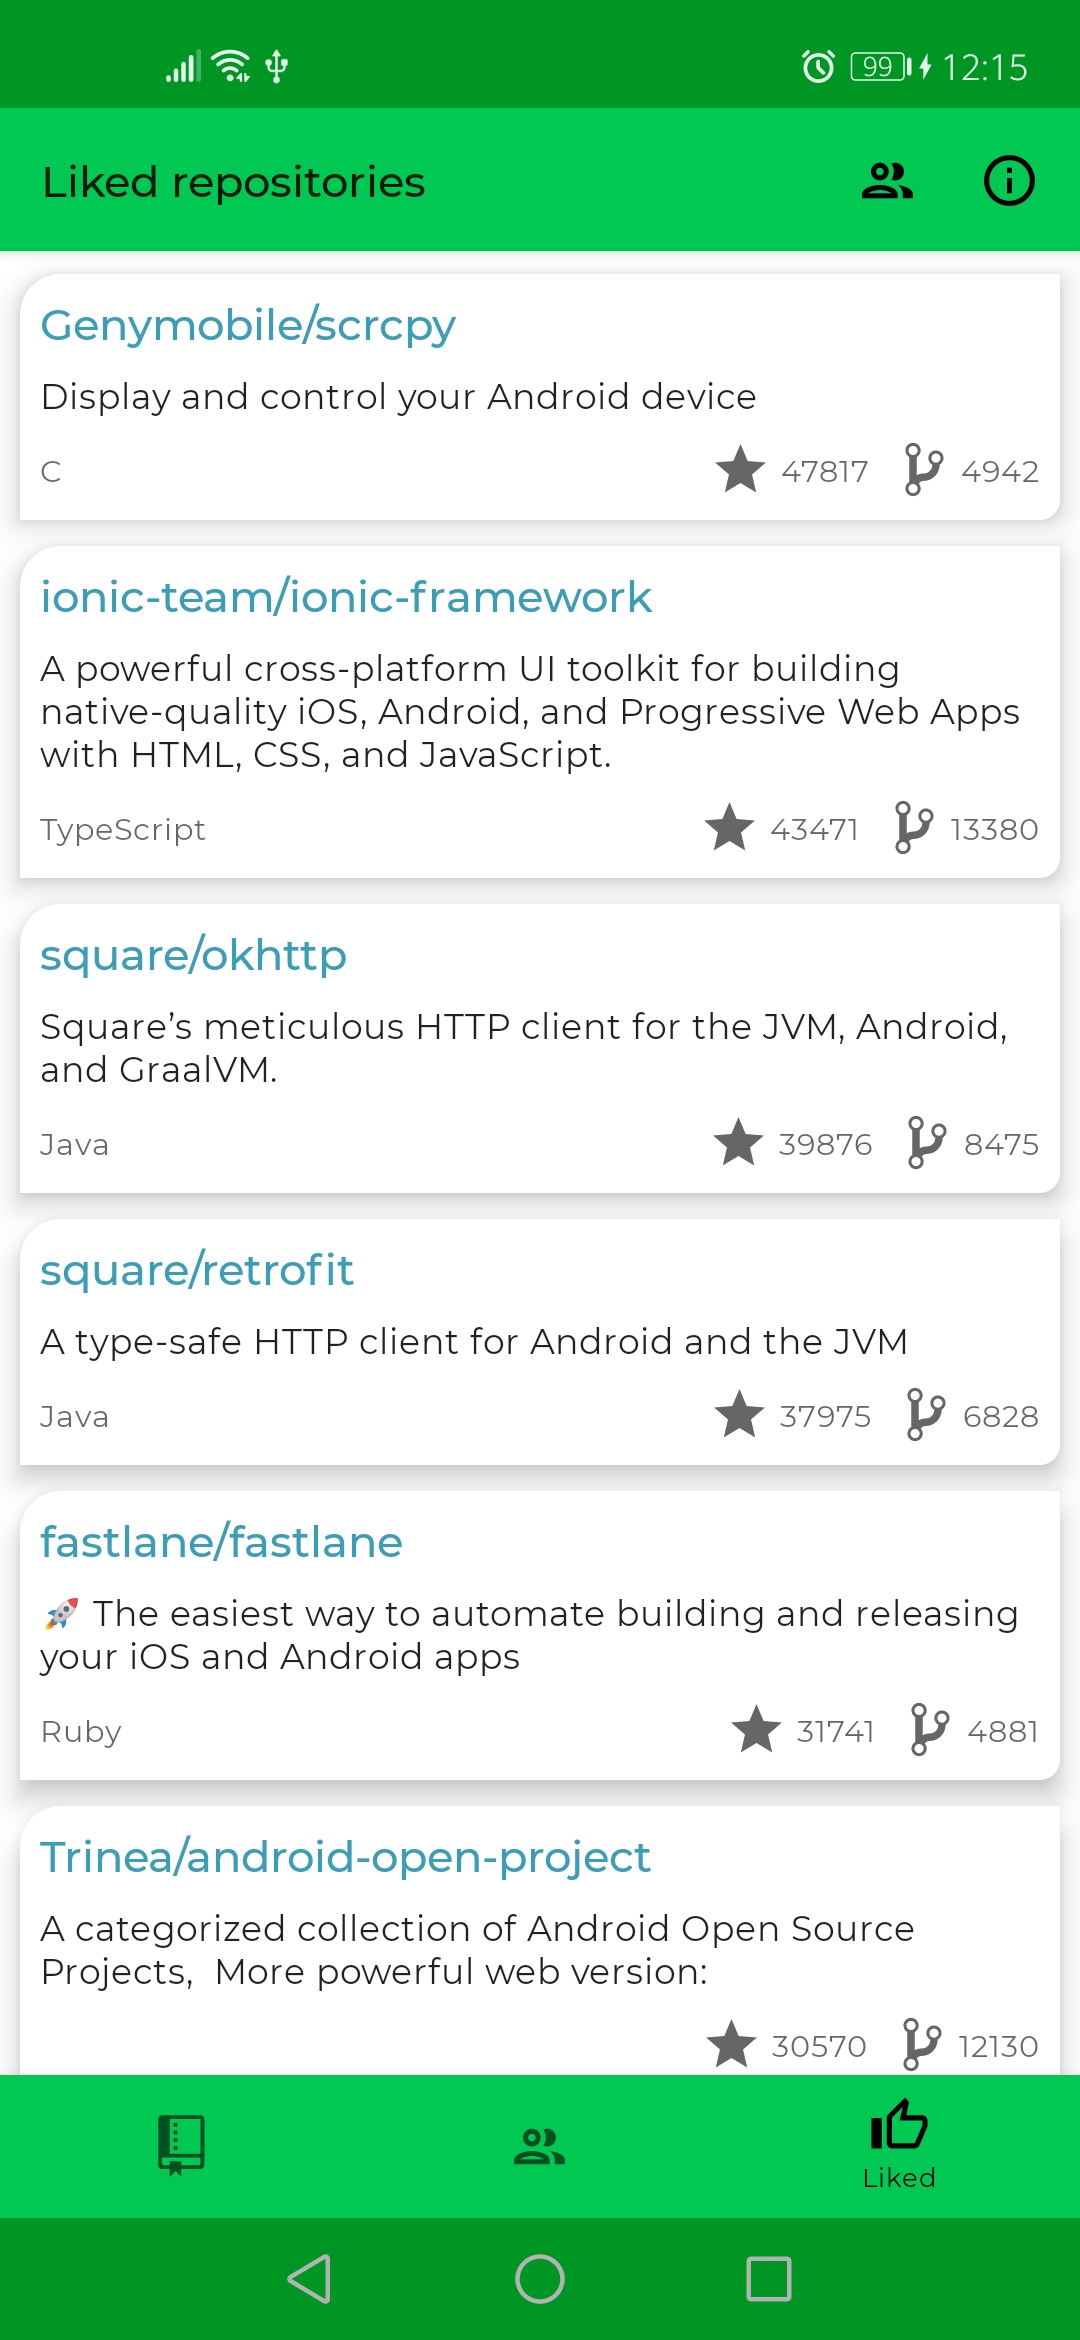 99 12:15
Liked repositories
Genymobile/scrcpy
Display and control your Android device
C 47817 4942
ionic-team/ionic-framework
A powerful cross-platform UI toolkit for building
native-quality iOS, Android, and Progressive Web Apps
with HTML, CSS, and JavaScript.
TypeScript 43471 13380
square/okhttp
Square’s meticulous HTTP client for the JVM, Android,
and GraalVM.
Java 39876 8475
square/retrofit
A type-safe HTTP client for Android and the JVM
Java 37975 6828
fastlane/fastlane
🚀 The easiest way to automate building and releasing
your iOS and Android apps
Ruby 31741 4881
Trinea/android-open-project
A categorized collection of Android Open Source
Projects,  More powerful web version:
30570 12130
Liked